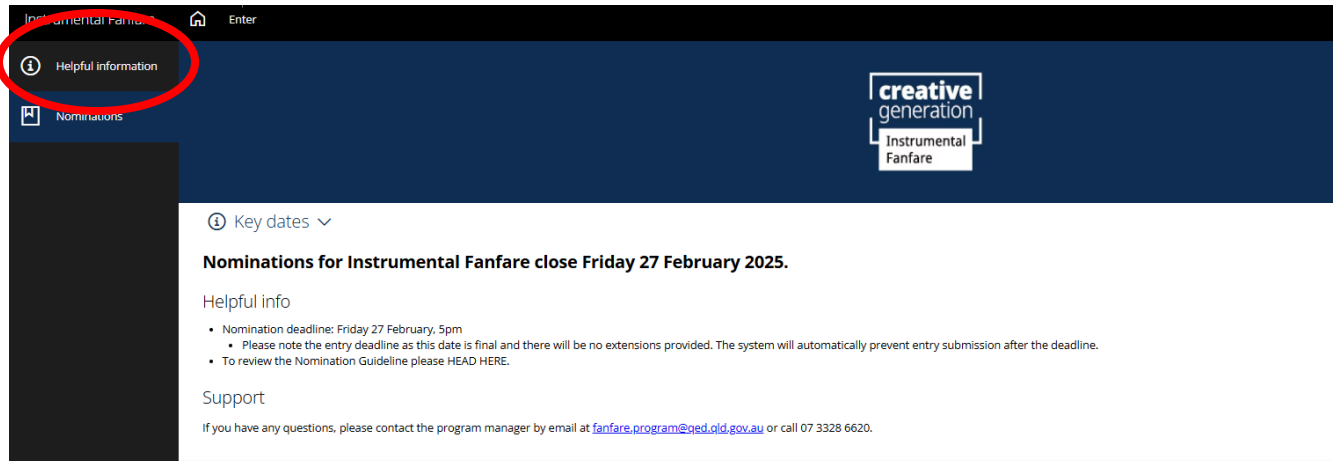 Instrumental Fanfare
Enter
Helpful information
Nominations
creative
generation
Instrumental
Fanfare
Key dates
Nominations for Instrumental Fanfare close Friday 27 February 2025.
Helpful info
• Nomination deadline: Friday 27 February, 5pm
• Please note the entry deadline as this date is final and there will be no extensions provided. The system will automatically prevent entry submission after the deadline.
• To review the Nomination Guideline please HEAD HERE.
Support
If you have any questions, please contact the program manager by email at fanfare.program@qed.qld.gov.au or call 07 3328 6620.